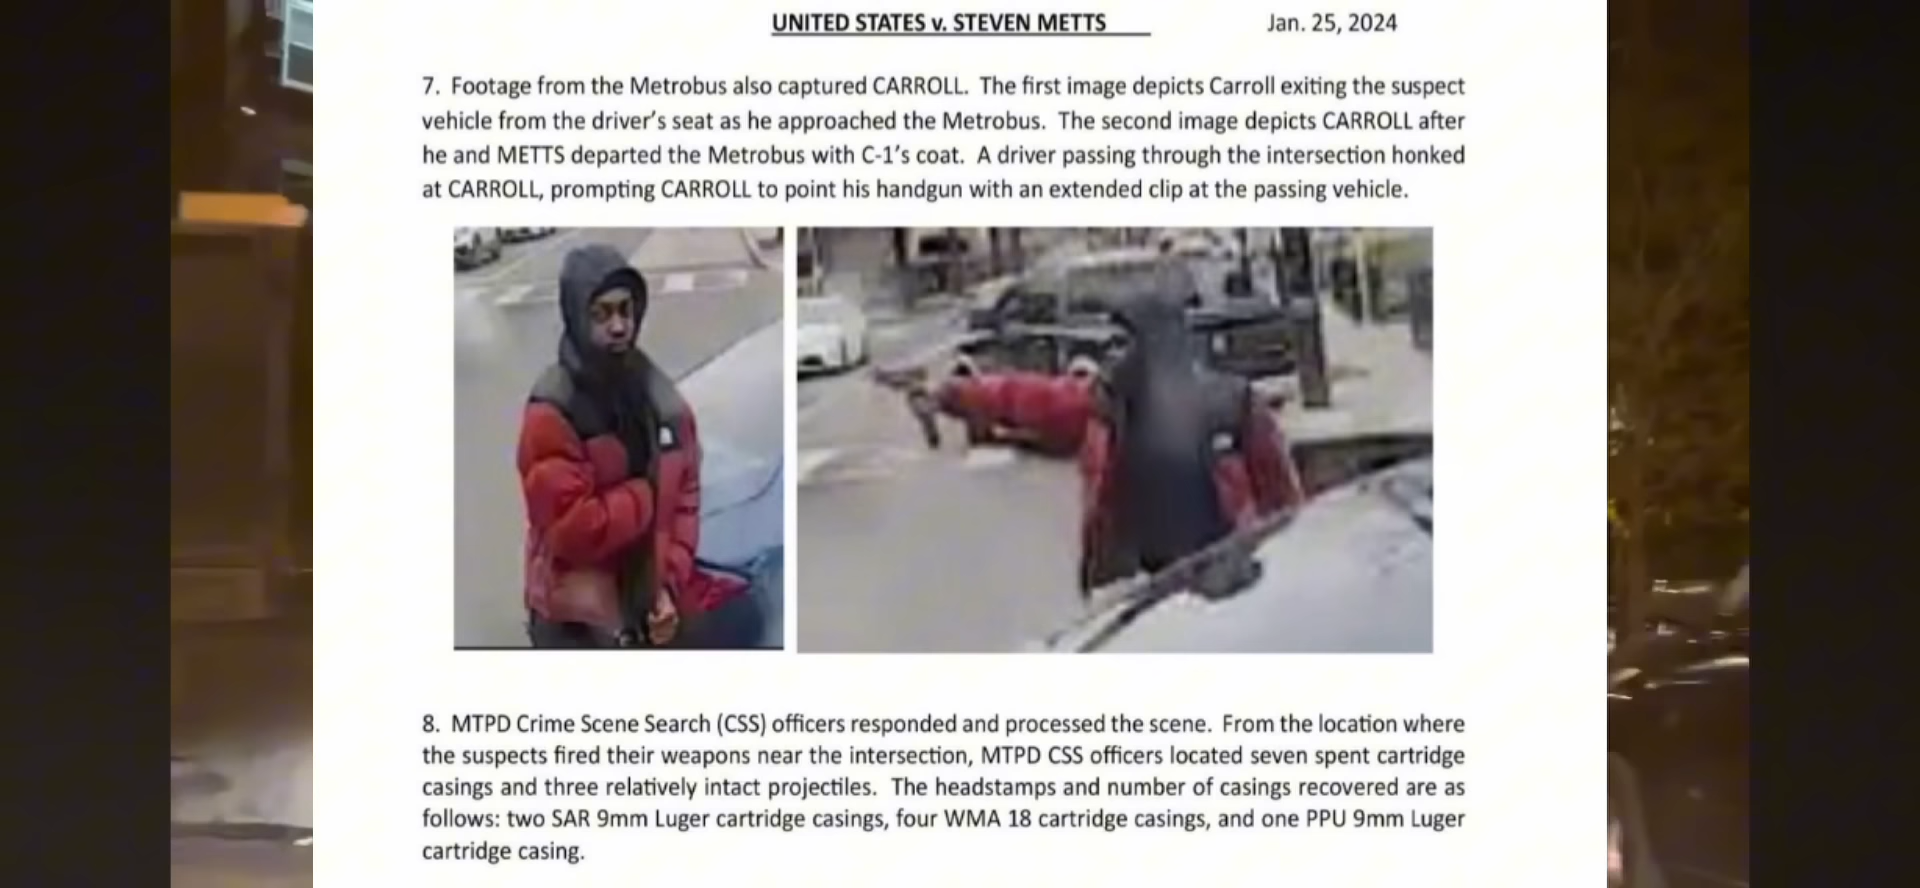 UNITED STATES v. STEVEN METTS
Jan. 25, 2024
7. Footage from the Metrobus also captured CARROLL. The first image depicts Carroll exiting the suspect
vehicle from the driver's seat as he approached the Metrobus. The second image depicts CARROLL after
he and METTS departed the Metrobus with C-1's coat. A driver passing through the intersection honked
at CARROLL, prompting CARROLL to point his handgun with an extended clip at the passing vehicle.
8. MTPD Crime Scene Search (CSS) officers responded and processed the scene. From the location where
the suspects fired their weapons near the intersection, MTPD CSS officers located seven spent cartridge
casings and three relatively intact projectiles. The headstamps and number of casings recovered are as
follows: two SAR 9mm Luger cartridge casings, four WMA 18 cartridge casings, and one PPU 9mm Luger
cartridge casing.